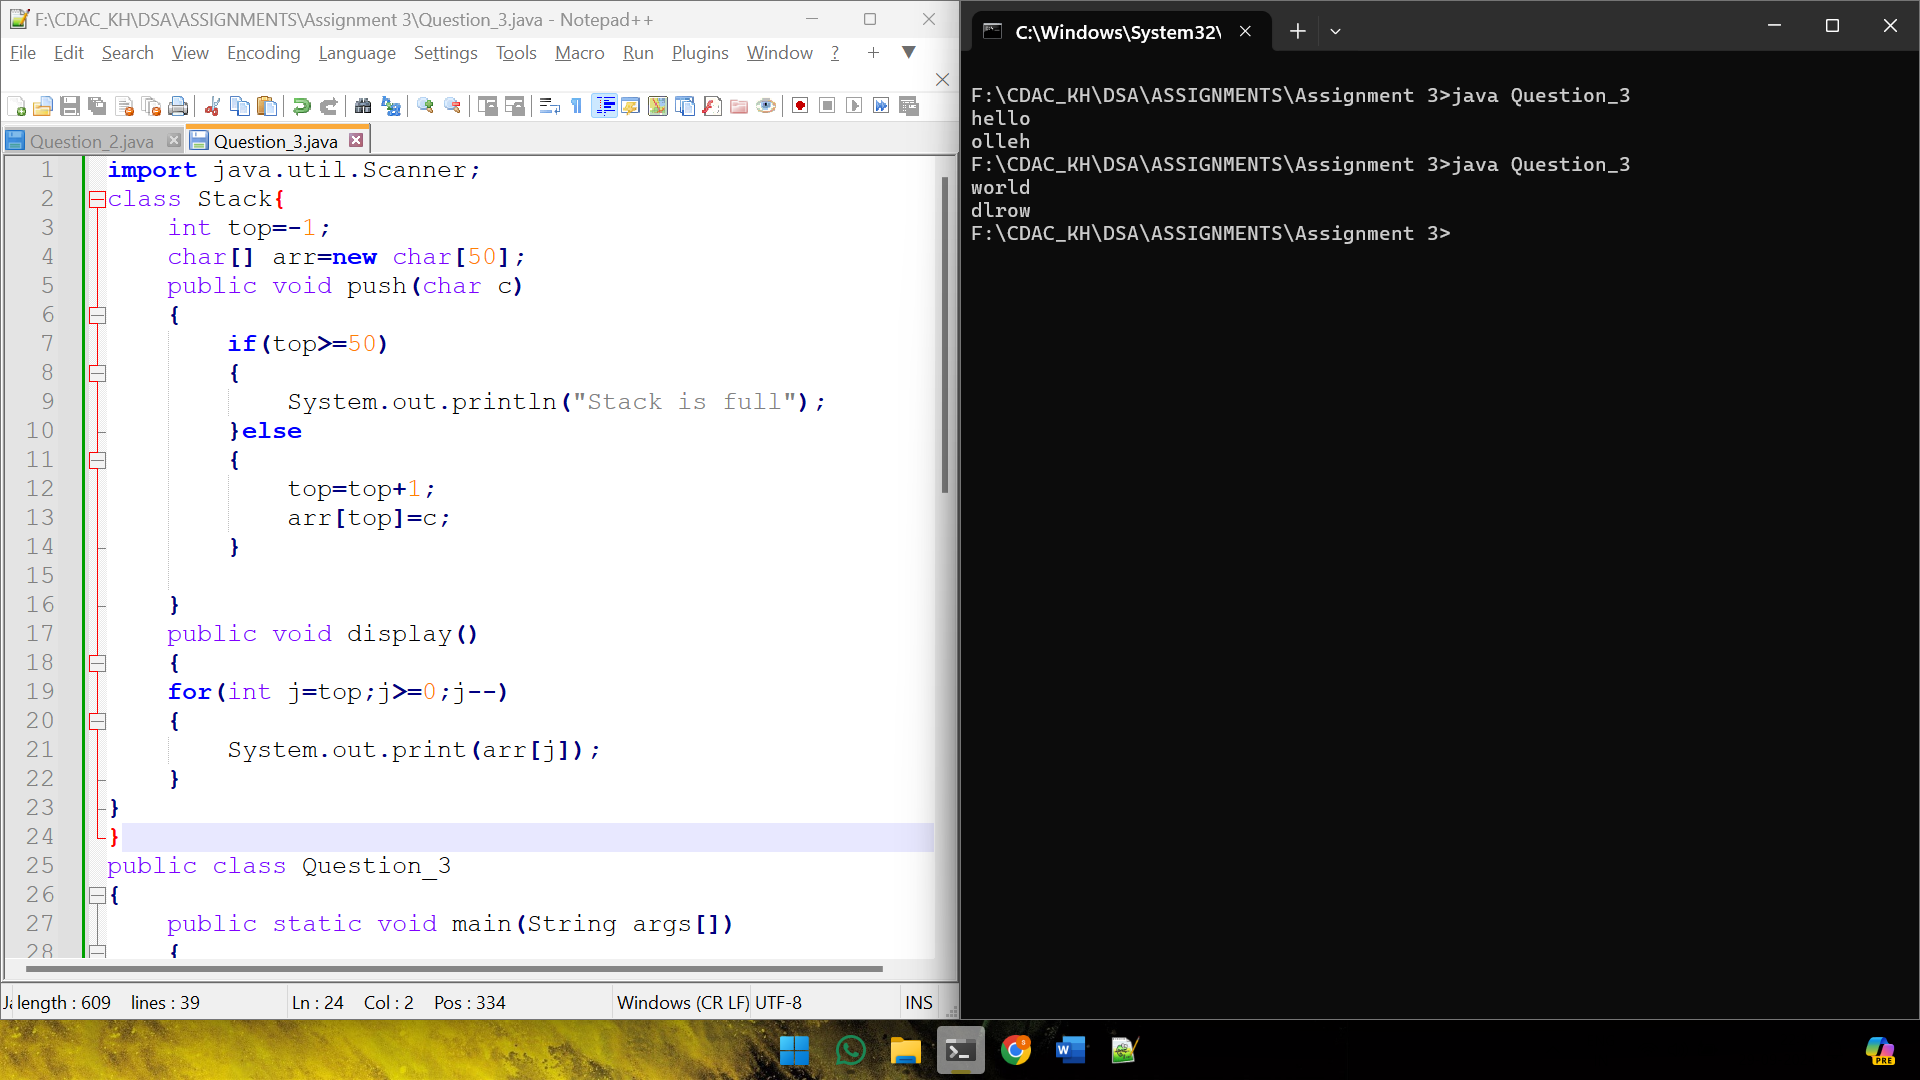 F:\CDAC_KH\DSA\ASSIGNMENTS\Assignment 3\Question_3.java - Notepad++
File Edit Search View Encoding Language Settings Tools Macro Run Plugins Window ? + ▼
Question_2.java Question_3.java
1 import java.util.Scanner;
2 class Stack{
3 int top=-1;
4 char[] arr=new char[50];
5 public void push(char c)
6 {
7 if(top>=50)
8 {
9 System.out.println("Stack is full");
10 }else
11 {
12 top=top+1;
13 arr[top]=c;
14 }
15
16 }
17 public void display()
18 {
19 for(int j=top;j>=0;j--)
20 {
21 System.out.print(arr[j]);
22 }
23 }
24 }
25 public class Question_3
26 {
27 public static void main(String args[])
28 {
length : 609 lines : 39 Ln : 24 Col : 2 Pos : 334 Windows (CR LF) UTF-8 INS
C:\Windows\System32\
F:\CDAC_KH\DSA\ASSIGNMENTS\Assignment 3>java Question_3
hello
olleh
F:\CDAC_KH\DSA\ASSIGNMENTS\Assignment 3>java Question_3
world
dlrow
F:\CDAC_KH\DSA\ASSIGNMENTS\Assignment 3>
PRE